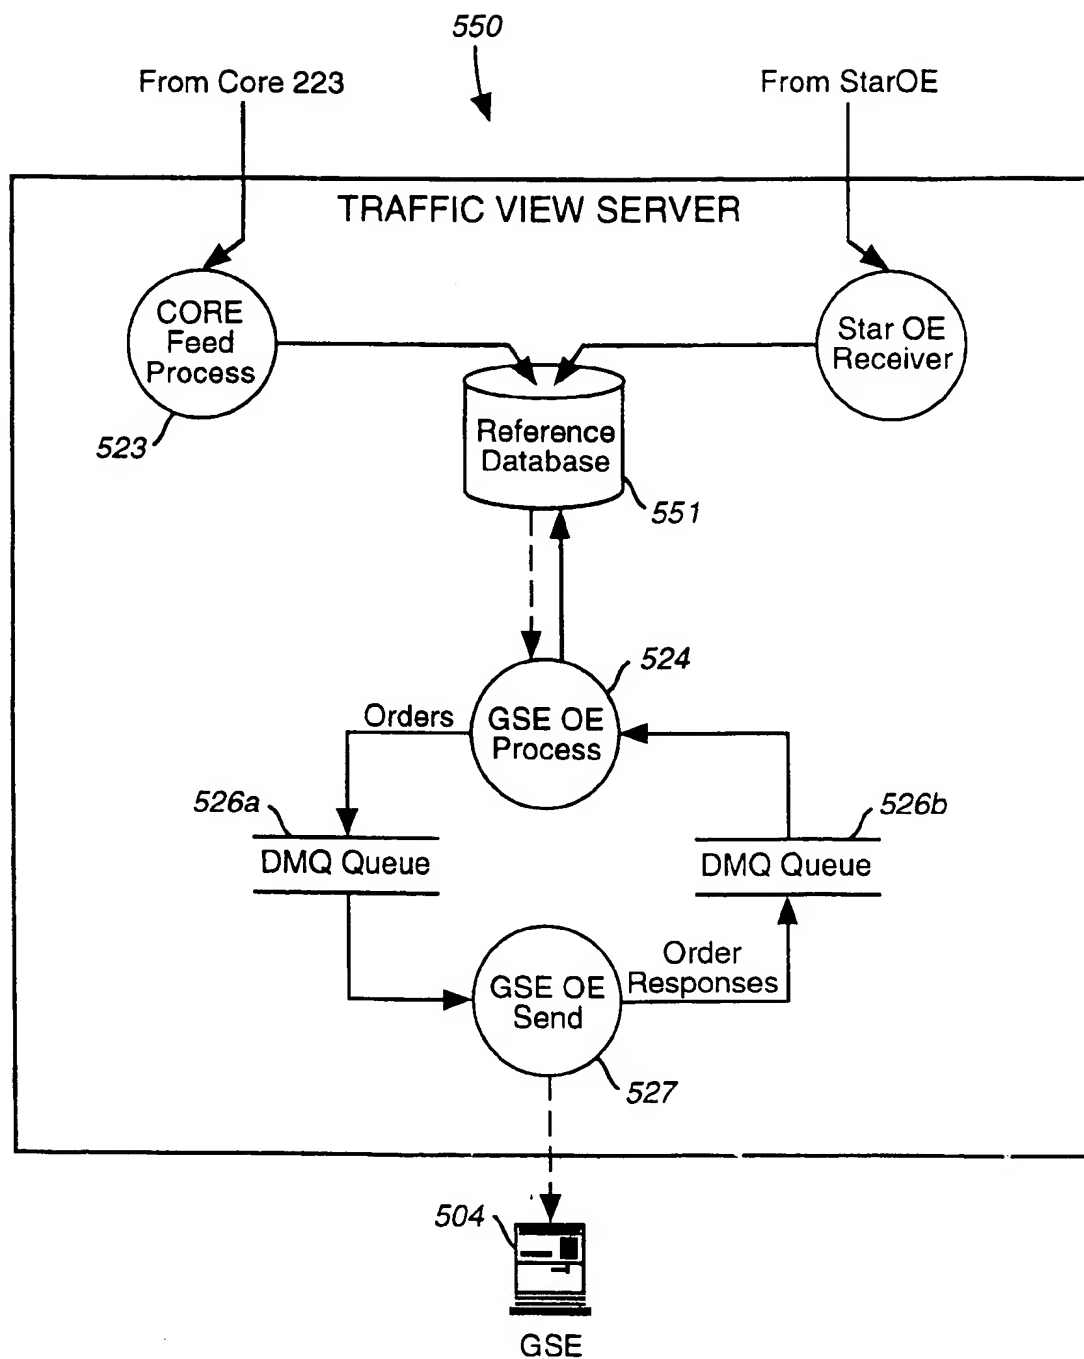 550
From Core 223
From StarOE
TRAFFIC VIEW SERVER
CORE
Feed
Process
523
Star OE
Receiver
Reference
Database
551
524
GSE OE
Process
Orders
526a
DMQ Queue
526b
DMQ Queue
GSE OE
Send
Order
Responses
527
504
GSE